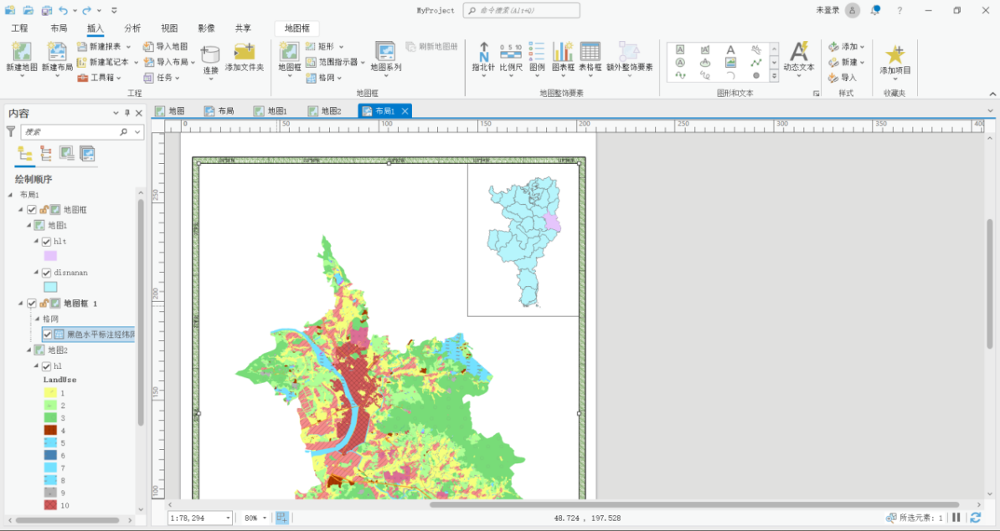 MyProject
命令搜索(Alt+Q)
未登录
?
工程 布局 插入 分析 视图 影像 共享 地图框
新建地图 新建布局 新建报表 新建笔记本 工具箱
导入地图 导入布局 任务
连接 添加文件夹
工程
地图框 矩形 范围指示器 格网 地图系列 刷新地图册
地图框
指北针 比例尺 图例 图表框 表格框 额外整饰要素
地图整饰要素
动态文本
图形和文本
添加 新建 导入
样式
添加项目
收藏夹
内容
搜索
绘制顺序
布局1
地图框
地图1
hlt
disnanan
地图框 1
格网
黑色水平标注经纬网
地图2
hl
LandUse
1
2
3
4
5
6
7
8
9
10
地图 布局 地图1 地图2 布局1
0 50 100 150 200 250 300 350 400
250
200
150
100
1:78,294
80%
48.724 , 197.528
所选元素: 1